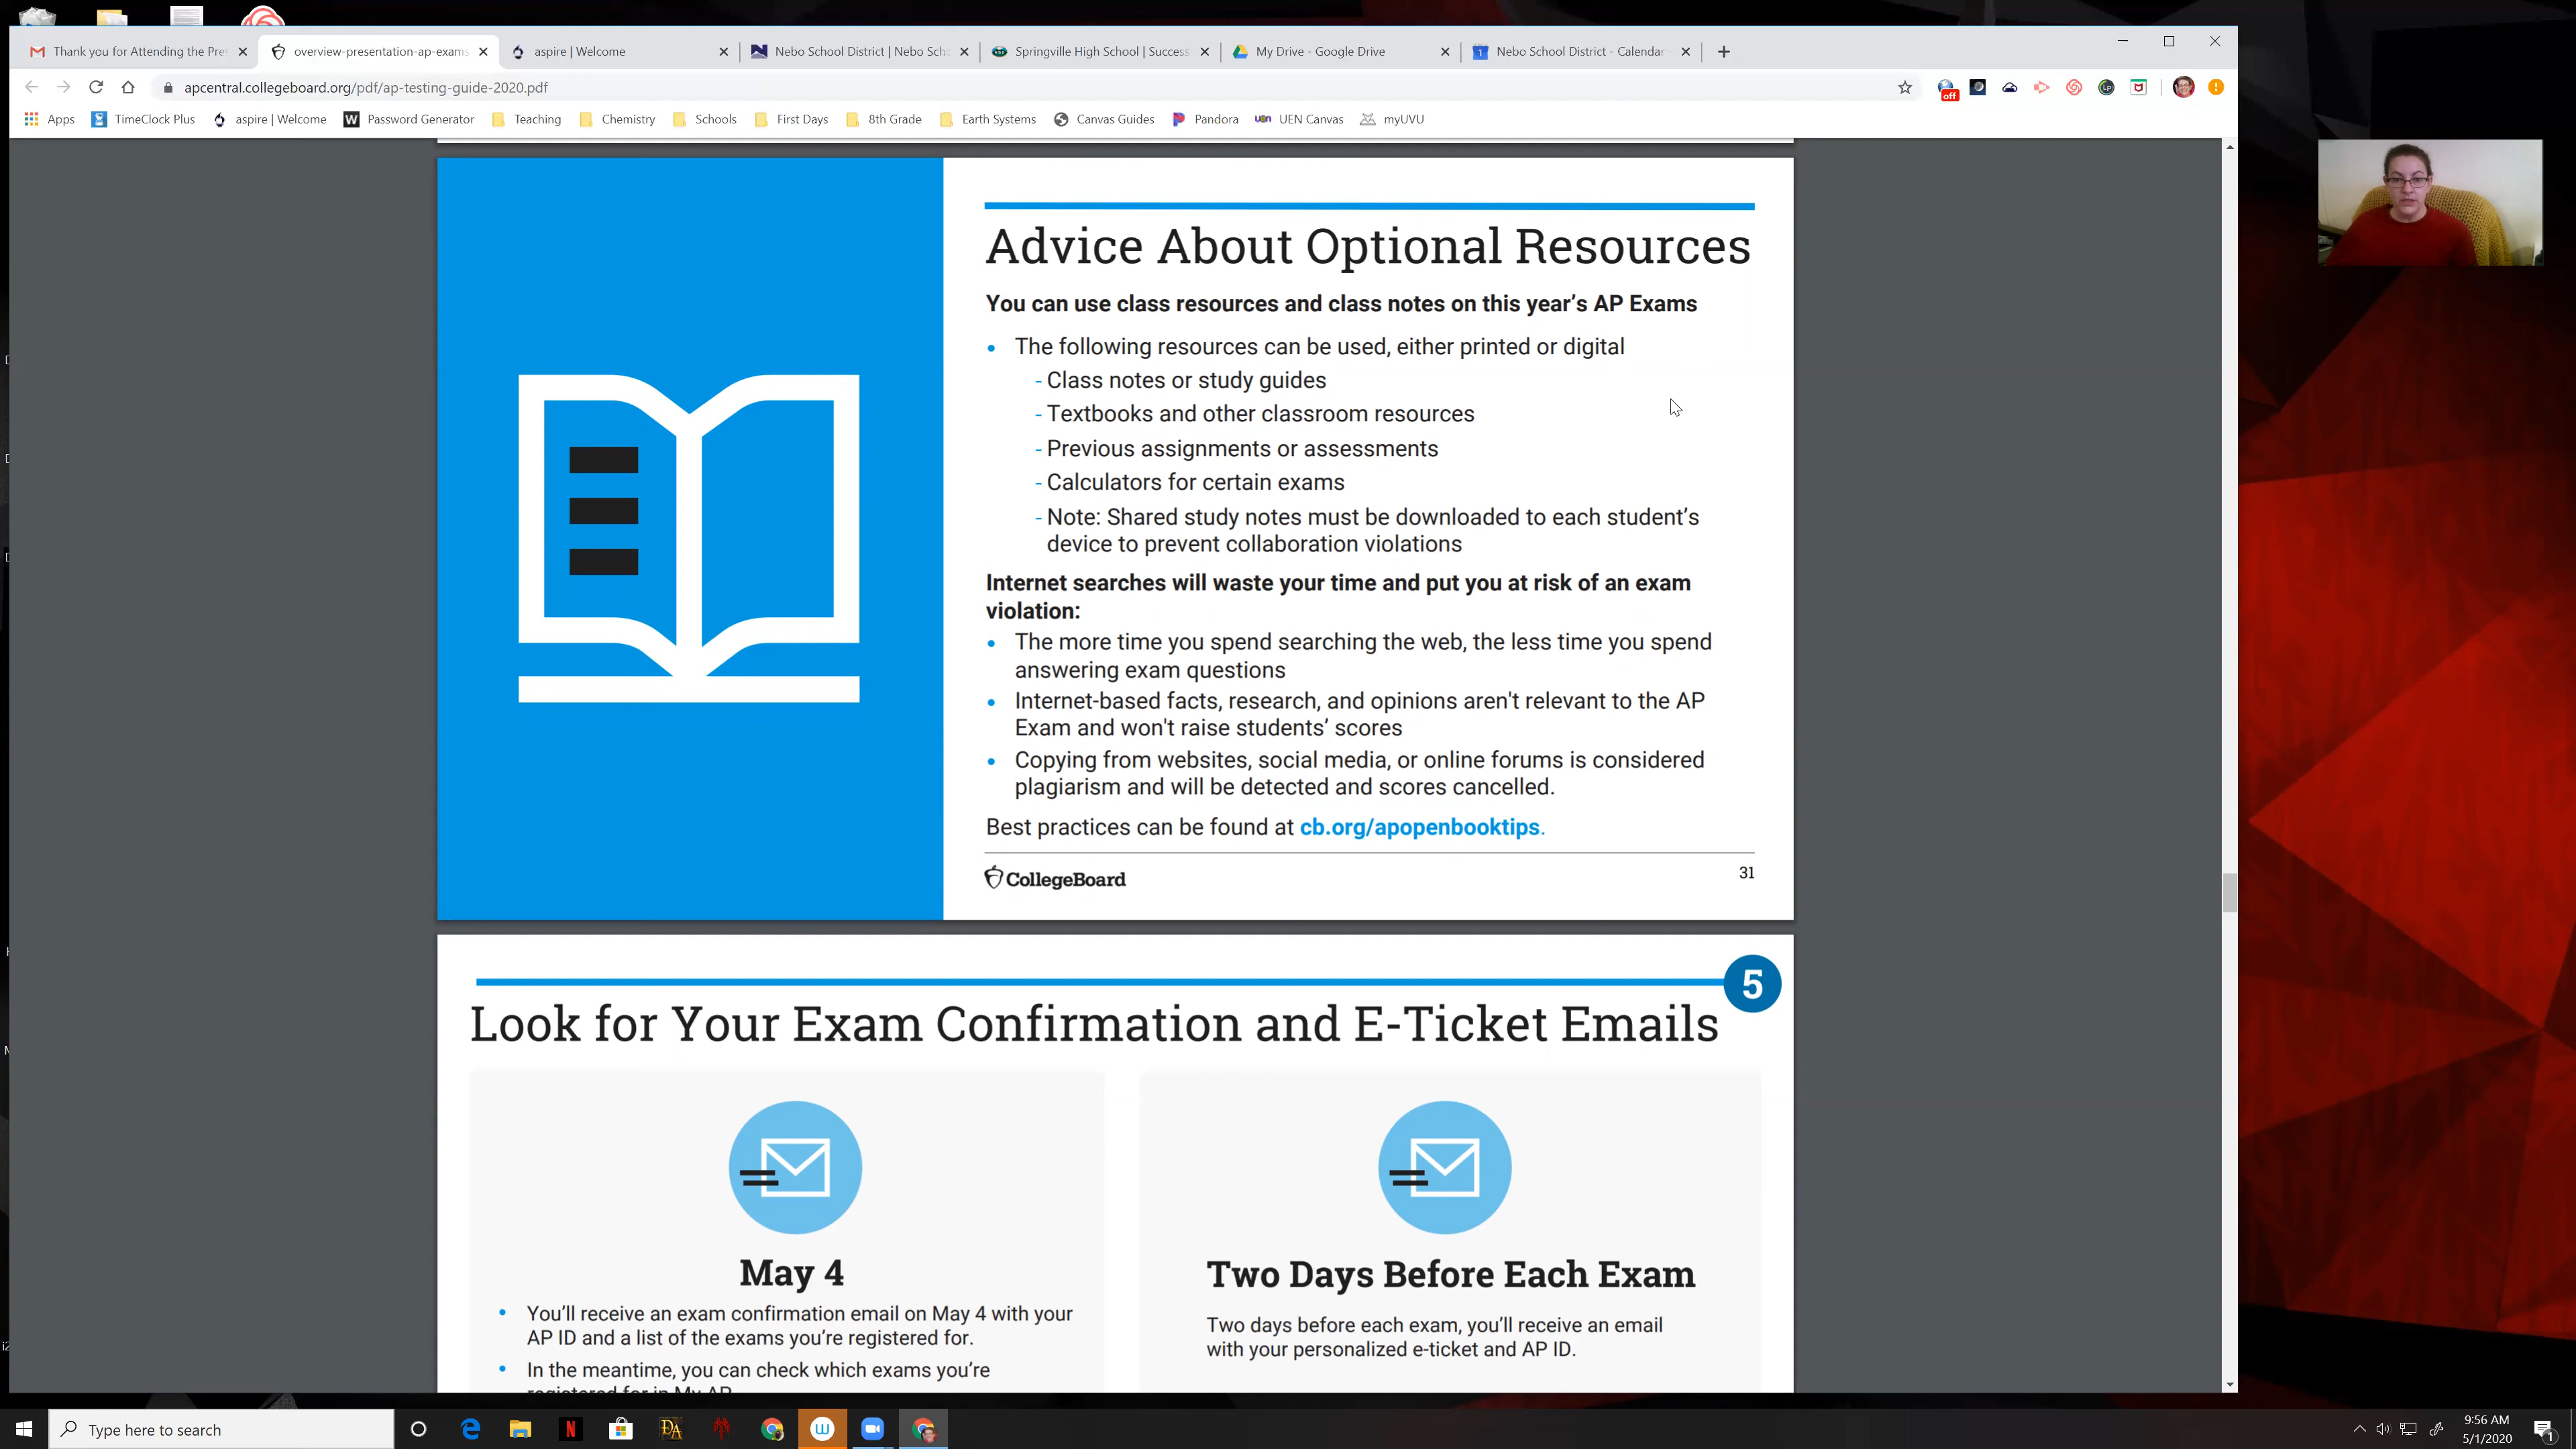 Thank you for Attending the Pre
overview-presentation-ap-exams
aspire | Welcome
Nebo School District | Nebo Scho
Springville High School | Success
My Drive - Google Drive
Nebo School District - Calendar -
apcentral.collegeboard.org/pdf/ap-testing-guide-2020.pdf
off
Apps
TimeClock Plus
aspire | Welcome
Password Generator
Teaching
Chemistry
Schools
First Days
8th Grade
Earth Systems
Canvas Guides
Pandora
UEN Canvas
myUVU
Advice About Optional Resources
You can use class resources and class notes on this year's AP Exams
• The following resources can be used, either printed or digital
- Class notes or study guides
- Textbooks and other classroom resources
- Previous assignments or assessments
- Calculators for certain exams
- Note: Shared study notes must be downloaded to each student's
device to prevent collaboration violations
Internet searches will waste your time and put you at risk of an exam
violation:
• The more time you spend searching the web, the less time you spend
answering exam questions
• Internet-based facts, research, and opinions aren't relevant to the AP
Exam and won't raise students' scores
• Copying from websites, social media, or online forums is considered
plagiarism and will be detected and scores cancelled.
Best practices can be found at cb.org/apopenbooktips.
CollegeBoard
31
5
Look for Your Exam Confirmation and E-Ticket Emails
May 4
• You'll receive an exam confirmation email on May 4 with your
AP ID and a list of the exams you're registered for.
• In the meantime, you can check which exams you're
registered for in My AP
Two Days Before Each Exam
Two days before each exam, you'll receive an email
with your personalized e-ticket and AP ID.
Type here to search
9:56 AM
5/1/2020